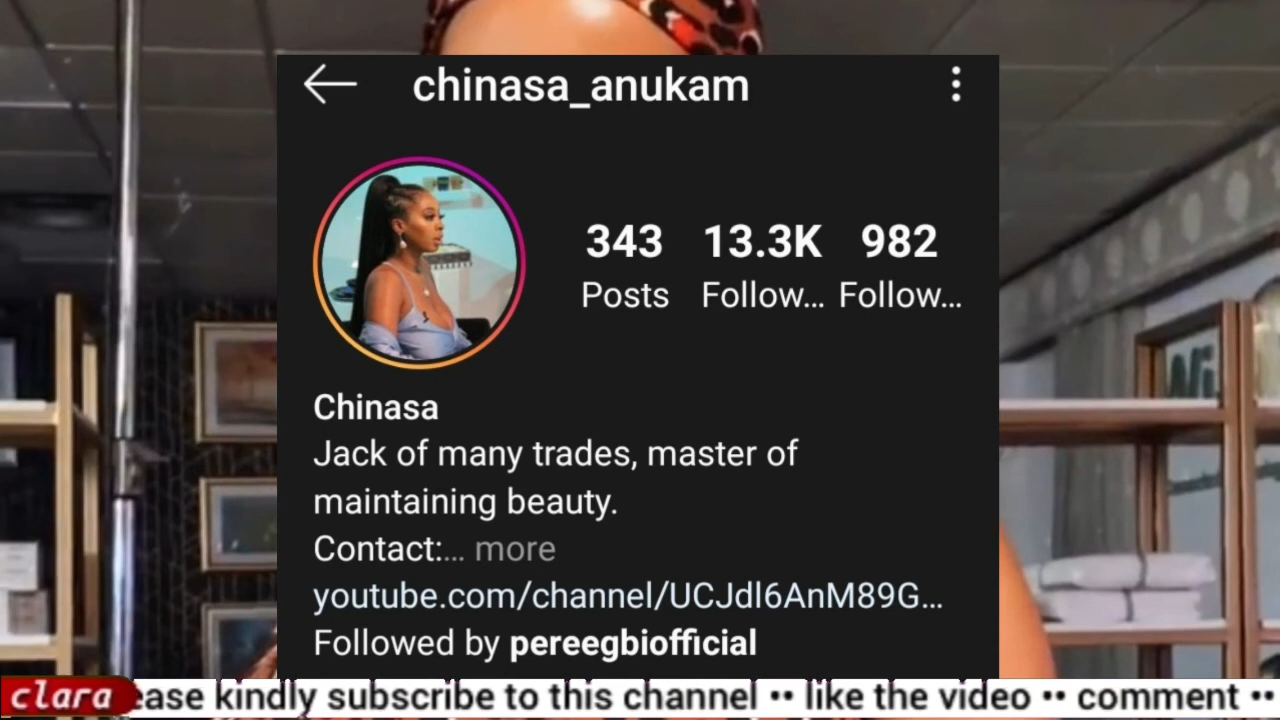 chinasa_anukam
343 13.3K 982
Posts Follow... Follow...
Chinasa
Jack of many trades, master of
maintaining beauty.
Contact:... more
youtube.com/channel/UCJdl6AnM89G...
Followed by pereegbiofficial
clara ease kindly subscribe to this channel •• like the video •• comment ••